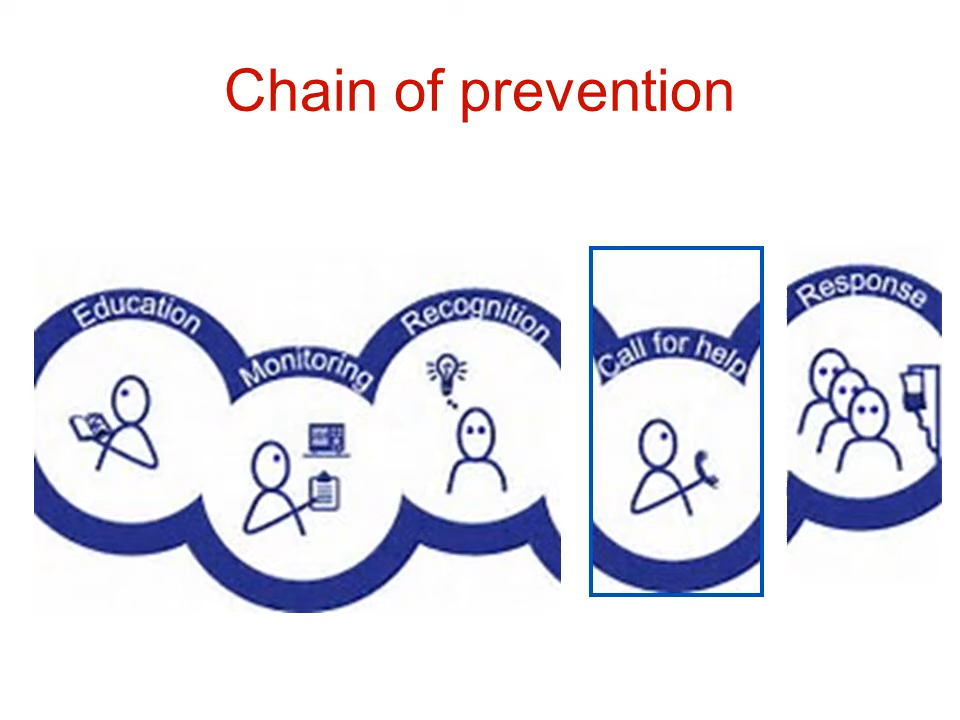 Chain of prevention
Education
Monitoring
Recognition
Call for help
Response